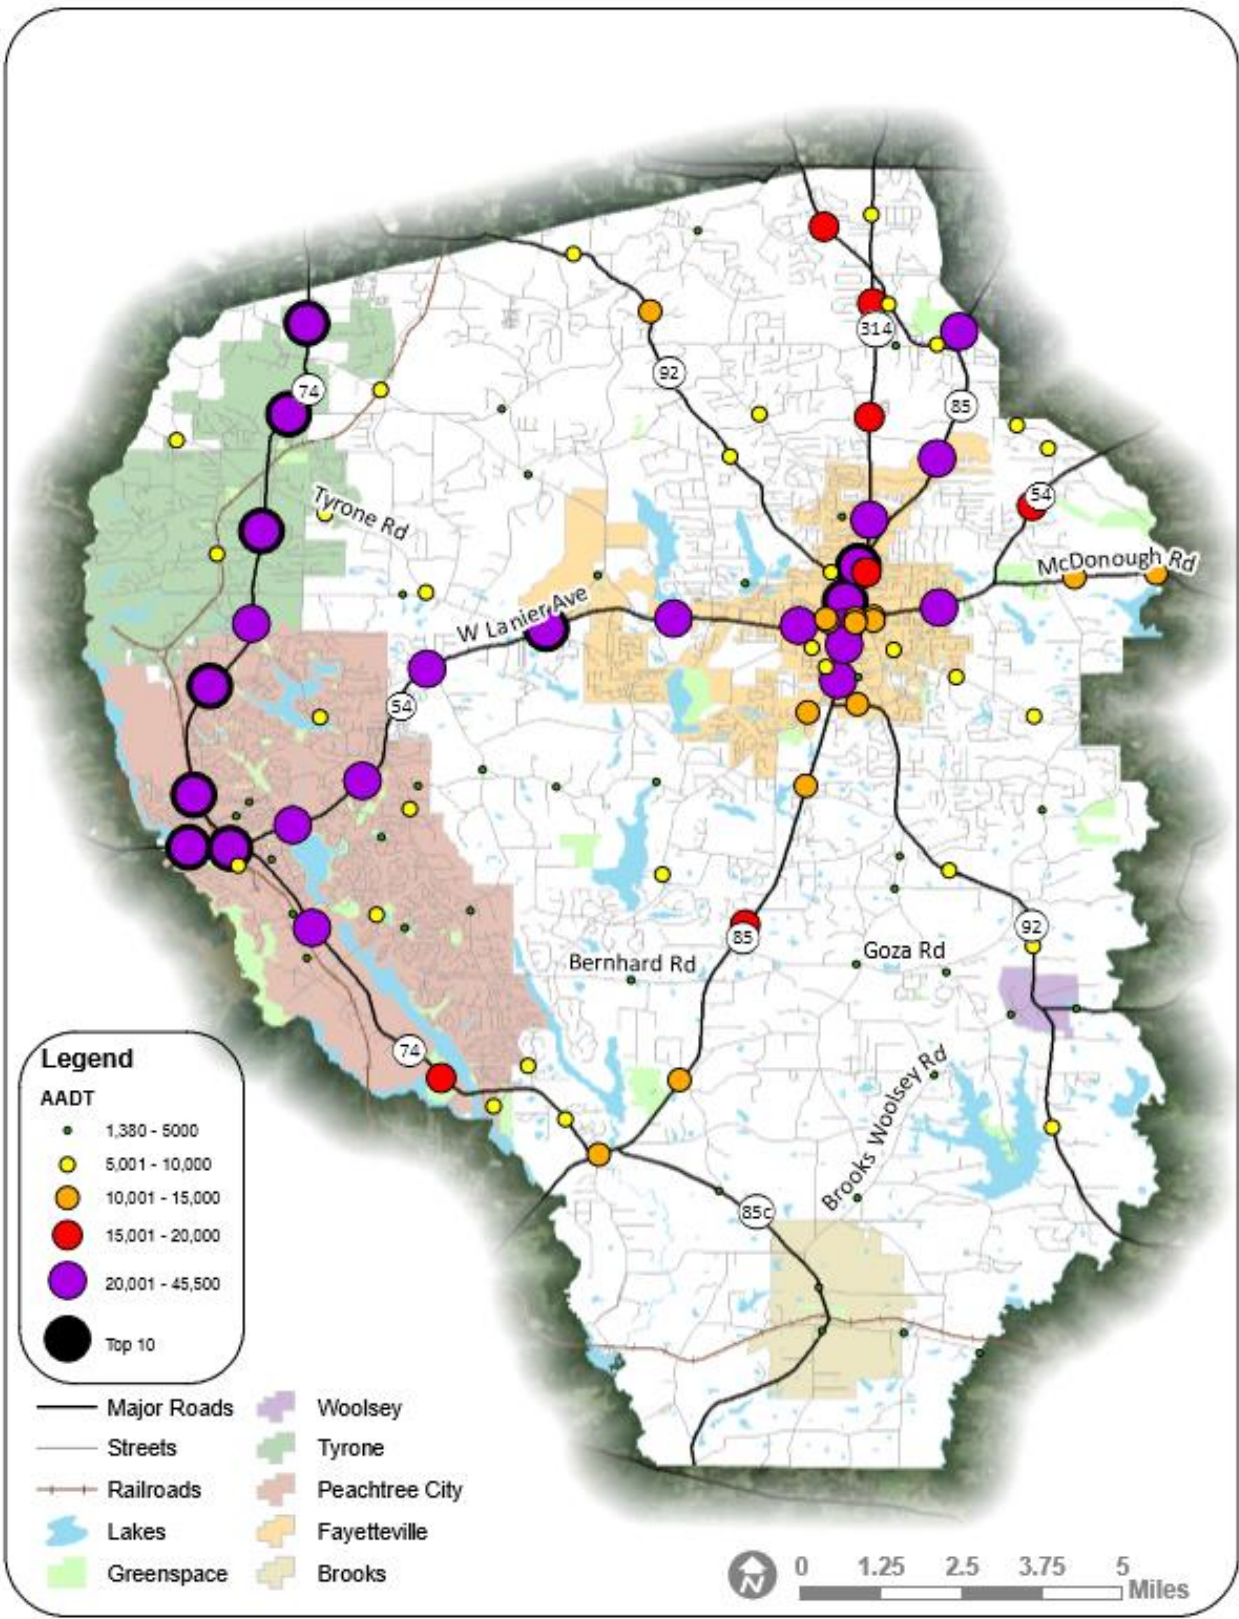 314
92
74
85
54
Tyrone Rd
McDonough Rd
W Lanier Ave
54
85
92
Goza Rd
Bernhard Rd
74
Brooks Woolsey Rd
85c
Legend
AADT
1,380 - 5000
5,001 - 10,000
10,001 - 15,000
15,001 - 20,000
20,001 - 45,500
Top 10
Major Roads
Streets
Railroads
Lakes
Greenspace
Woolsey
Tyrone
Peachtree City
Fayetteville
Brooks
N
0 1.25 2.5 3.75 5
Miles